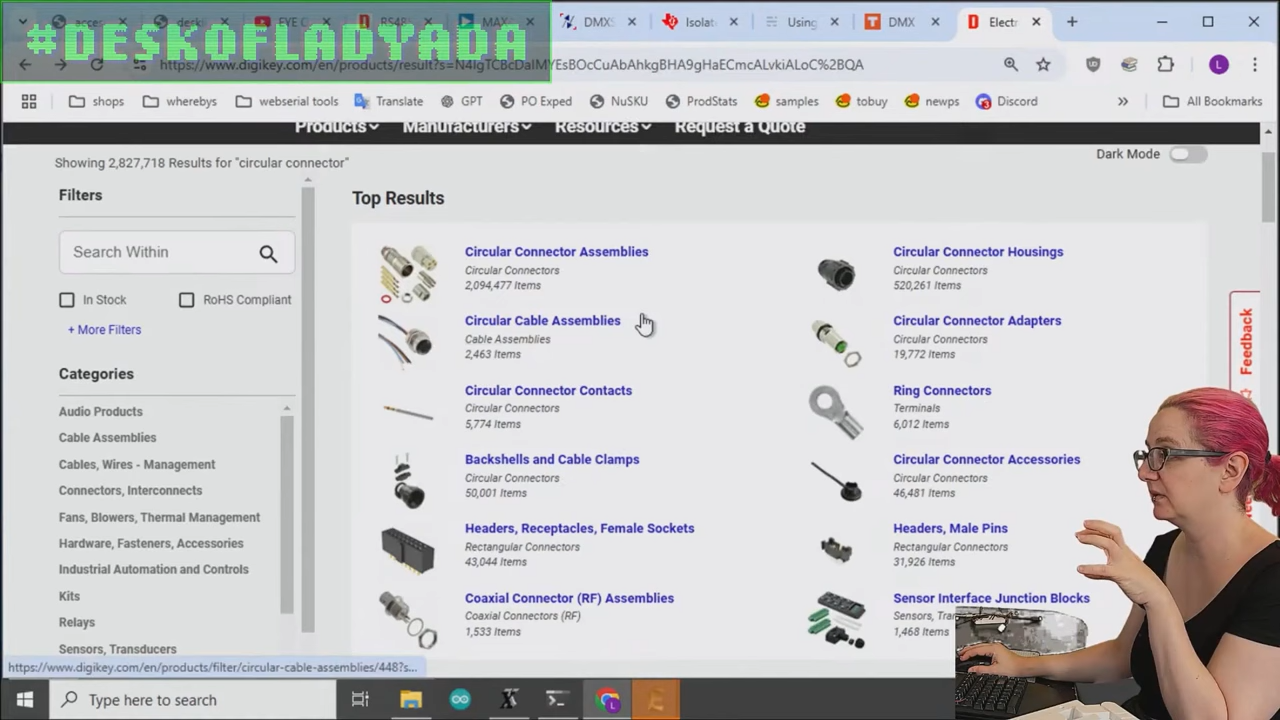 #DESKOFLADYADA
EVE C
RS48
MAX
DMXS
Isolat
Using
DMX
Electr
https://www.digikey.com/en/products/result?s=N4IgTCBcDaIMYEsBOcCuAbAhkgBHA9gHaECmcALvkiALoC%2BQA
L
shops
whereby​s
webserial tools
Translate
GPT
PO Exped
NuSKU
ProdStats
samples
tobuy
newps
Discord
All Bookmarks
Products
Manufacturers
Resources
Request a Quote
Showing 2,827,718 Results for "circular connector"
Dark Mode
Filters
Search Within
In Stock
RoHS Compliant
+ More Filters
Categories
Audio Products
Cable Assemblies
Cables, Wires - Management
Connectors, Interconnects
Fans, Blowers, Thermal Management
Hardware, Fasteners, Accessories
Industrial Automation and Controls
Kits
Relays
Sensors, Transducers
Top Results
Circular Connector Assemblies
Circular Connectors
2,094,477 Items
Circular Connector Housings
Circular Connectors
520,261 Items
Circular Cable Assemblies
Cable Assemblies
2,463 Items
Circular Connector Adapters
Circular Connectors
19,772 Items
Circular Connector Contacts
Circular Connectors
5,774 Items
Ring Connectors
Terminals
6,012 Items
Backshells and Cable Clamps
Circular Connectors
50,001 Items
Circular Connector Accessories
Circular Connectors
46,481 Items
Headers, Receptacles, Female Sockets
Rectangular Connectors
43,044 Items
Headers, Male Pins
Rectangular Connectors
31,926 Items
Coaxial Connector (RF) Assemblies
Coaxial Connectors (RF)
1,533 Items
Sensor Interface Junction Blocks
Sensors, Tra
1,468 Item
Feedback
https://www.digikey.com/en/products/filter/circular-cable-assemblies/448?s...
Type here to search